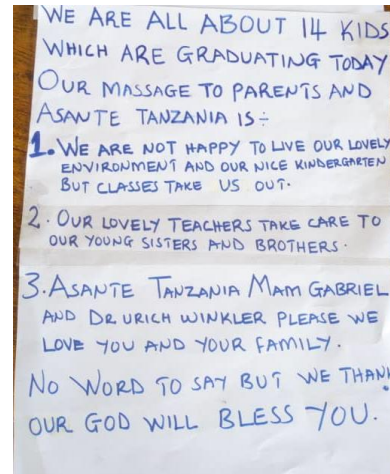 WE ARE ALL ABOUT 14 KIDS
WHICH ARE GRADUATING TODAY
OUR MASSAGE TO PARENTS AND
ASANTE TANZANIA IS ÷
1. WE ARE NOT HAPPY TO LIVE OUR LOVELY
ENVIRONMENT AND OUR NICE KINDERGARTEN
BUT CLASSES TAKE US OUT.
2. OUR LOVELY TEACHERS TAKE CARE TO
OUR YOUNG SISTERS AND BROTHERS.
3. ASANTE TANZANIA MAM GABRIEL
AND DR URICH WINKLER PLEASE WE
LOVE YOU AND YOUR FAMILY.
NO WORD TO SAY BUT WE THANK
OUR GOD WILL BLESS YOU.